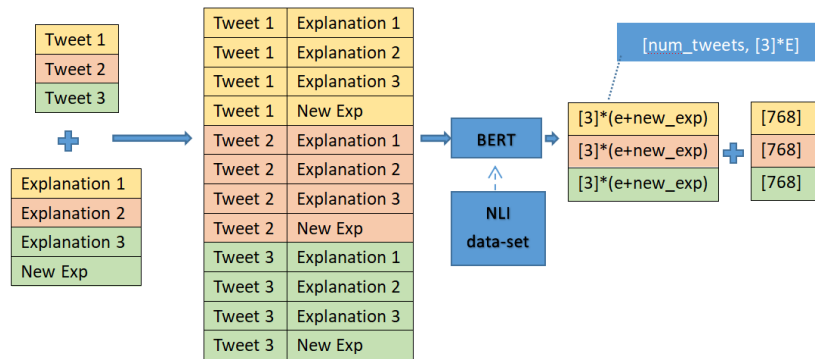 Tweet 1
Tweet 2
Tweet 3
Explanation 1
Explanation 2
Explanation 3
New Exp
Tweet 1 Explanation 1
Tweet 1 Explanation 2
Tweet 1 Explanation 3
Tweet 1 New Exp
Tweet 2 Explanation 1
Tweet 2 Explanation 2
Tweet 2 Explanation 3
Tweet 2 New Exp
Tweet 3 Explanation 1
Tweet 3 Explanation 2
Tweet 3 Explanation 3
Tweet 3 New Exp
BERT
NLI
data-set
[num_tweets, [3]*E]
[3]*(e+new_exp)
[3]*(e+new_exp)
[3]*(e+new_exp)
[768]
[768]
[768]